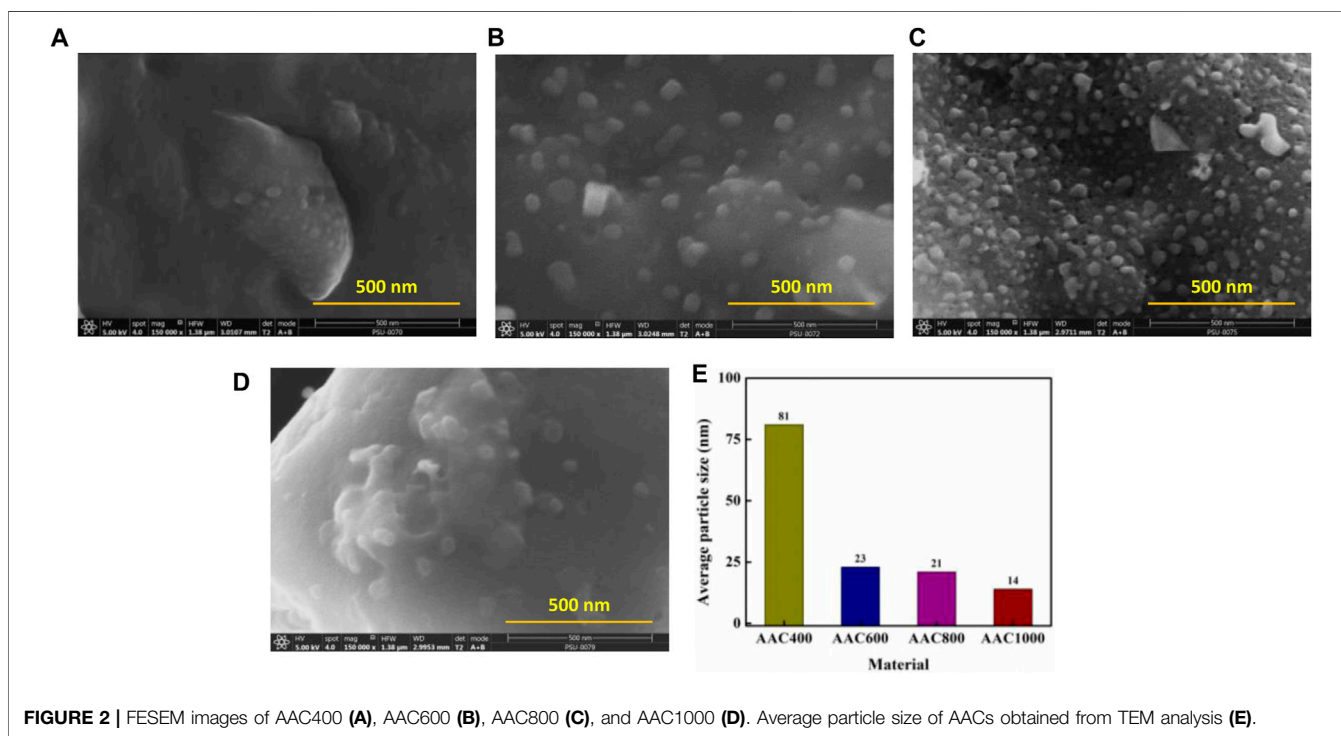 A
500 nm
HV spot mag HFW WD det mode
5.00 kV 4.0 150 000 x 1.38 µm 3.0107 mm T2 A+B
500 nm
PSU-0070
B
500 nm
HV spot mag HFW WD det mode
5.00 kV 4.0 150 000 x 1.38 µm 3.0248 mm T2 A+B
500 nm
PSU-0072
C
500 nm
HV spot mag HFW WD det mode
5.00 kV 4.0 150 000 x 1.38 µm 2.9711 mm T2 A+B
500 nm
PSU-0075
D
500 nm
HV spot mag HFW WD det mode
5.00 kV 4.0 150 000 x 1.38 µm 2.9953 mm T2 A+B
500 nm
PSU-0079
E
Average particle size (nm)
100
75
50
25
0
81
23
21
14
AAC400 AAC600 AAC800 AAC1000
Material
FIGURE 2 | FESEM images of AAC400 (A), AAC600 (B), AAC800 (C), and AAC1000 (D). Average particle size of AACs obtained from TEM analysis (E).